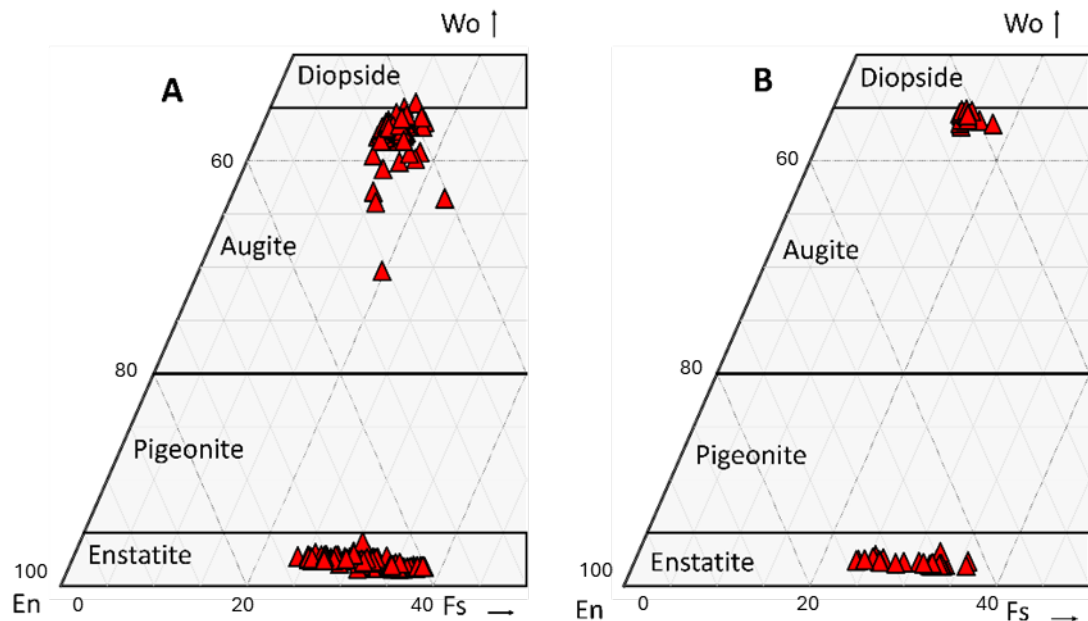 Wo ↑
A
Diopside
60
Augite
80
Pigeonite
Enstatite
100
En
0
20
40
Fs →
Wo ↑
B
Diopside
60
Augite
80
Pigeonite
Enstatite
100
En
0
20
40
Fs →